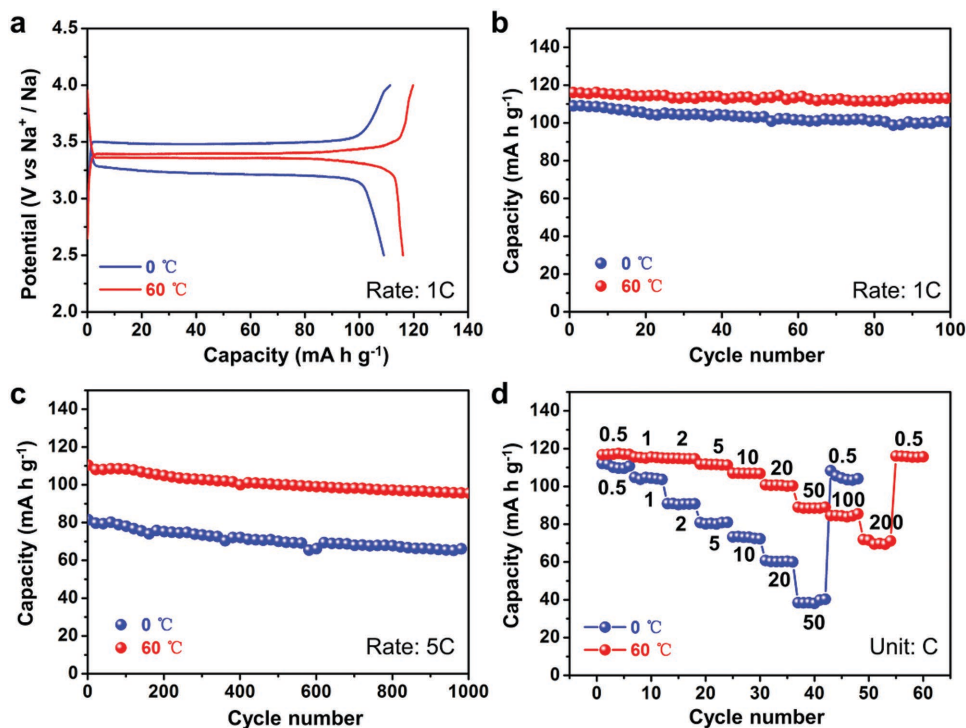 a
4.5
4.0
3.5
3.0
2.5
2.0
Potential (V vs Na⁺ / Na)
0 ℃
60 ℃
Rate: 1C
0 20 40 60 80 100 120 140
Capacity (mA h g⁻¹)
b
140
120
100
80
60
40
20
0
Capacity (mA h g⁻¹)
0 ℃
60 ℃
Rate: 1C
0 20 40 60 80 100
Cycle number
c
140
120
100
80
60
40
20
0
Capacity (mA h g⁻¹)
0 ℃
60 ℃
Rate: 5C
0 200 400 600 800 1000
Cycle number
d
140
120
100
80
60
40
20
0
Capacity (mA h g⁻¹)
0.5 1 2 5 10 20 50 100 200 0.5
0.5 1 2 5 10 20 50 0.5
0 ℃
60 ℃
Unit: C
0 10 20 30 40 50 60
Cycle number